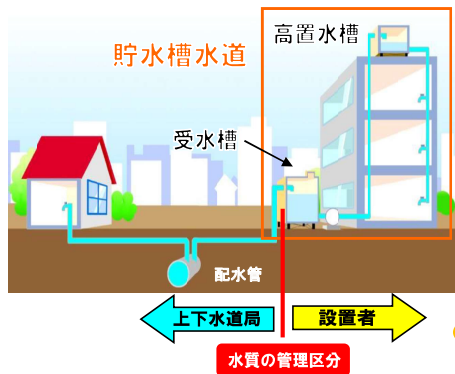 高置水槽
貯水槽水道
受水槽
配水管
上下水道局
設置者
水質の管理区分